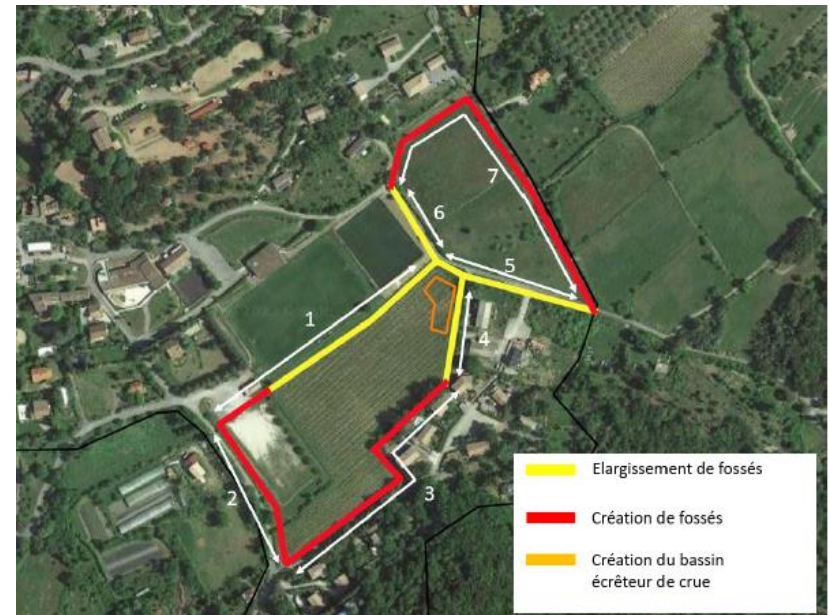 7
6
5
1
4
2
3
Elargissement de fossés
Création de fossés
Création du bassin
écrêteur de crue